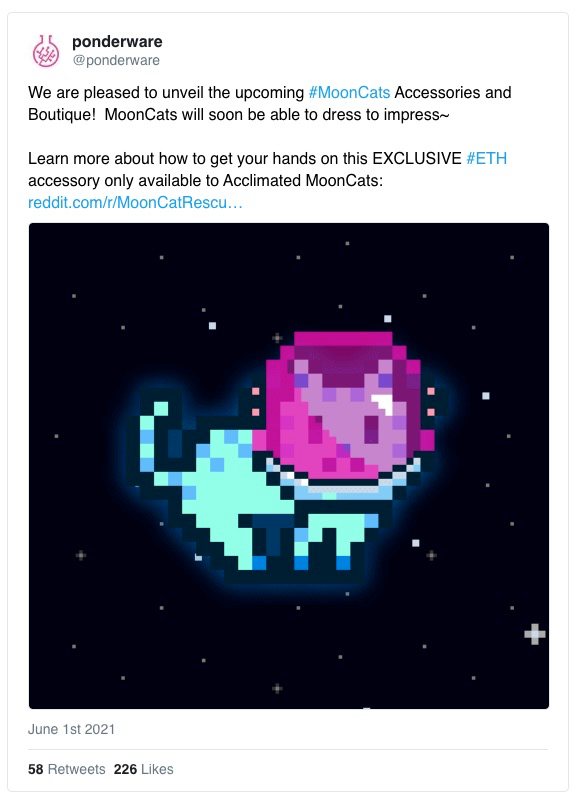 ponderware
@ponderware
We are pleased to unveil the upcoming #MoonCats Accessories and
Boutique!  MoonCats will soon be able to dress to impress~
Learn more about how to get your hands on this EXCLUSIVE #ETH
accessory only available to Acclimated MoonCats:
reddit.com/r/MoonCatRescu…
June 1st 2021
58 Retweets 226 Likes